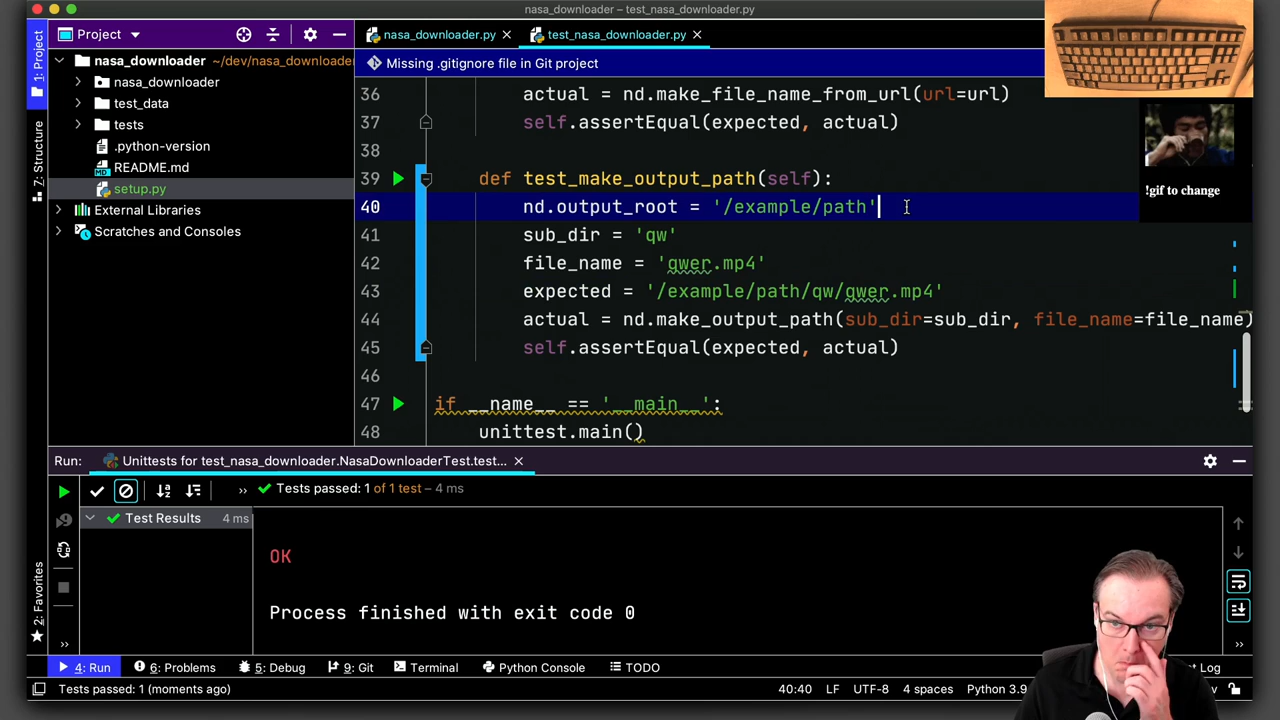 nasa_downloader – test_nasa_downloader.py
Project
nasa_downloader.py
test_nasa_downloader.py
1: Project
7: Structure
2: Favorites
nasa_downloader ~/dev/nasa_downloader
nasa_downloader
test_data
tests
.python-version
README.md
setup.py
External Libraries
Scratches and Consoles
Missing .gitignore file in Git project
36 actual = nd.make_file_name_from_url(url=url)
37 self.assertEqual(expected, actual)
38
39 def test_make_output_path(self):
40 nd.output_root = '/example/path'
41 sub_dir = 'qw'
42 file_name = 'qwer.mp4'
43 expected = '/example/path/qw/qwer.mp4'
44 actual = nd.make_output_path(sub_dir=sub_dir, file_name=file_name)
45 self.assertEqual(expected, actual)
46
47 if __name__ == '__main__':
48 unittest.main()
!gif to change
Run: Unittests for test_nasa_downloader.NasaDownloaderTest.test...
Tests passed: 1 of 1 test – 4 ms
Test Results 4 ms
OK
Process finished with exit code 0
4: Run 6: Problems 5: Debug 9: Git Terminal Python Console TODO Log
Tests passed: 1 (moments ago) 40:40 LF UTF-8 4 spaces Python 3.9